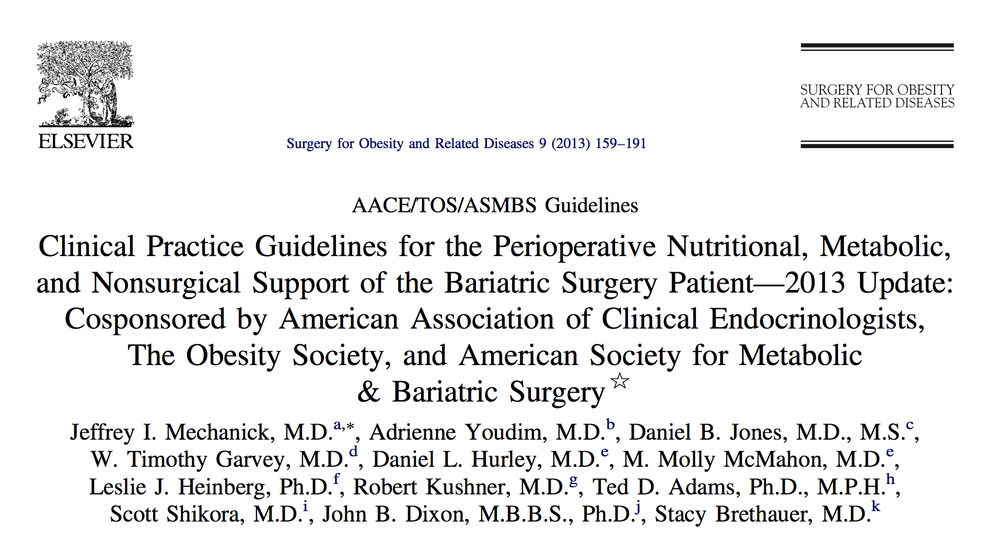 NON SOLUS
ELSEVIER
SURGERY FOR OBESITY
AND RELATED DISEASES
Surgery for Obesity and Related Diseases 9 (2013) 159–191
AACE/TOS/ASMBS Guidelines
Clinical Practice Guidelines for the Perioperative Nutritional, Metabolic,
and Nonsurgical Support of the Bariatric Surgery Patient—2013 Update:
Cosponsored by American Association of Clinical Endocrinologists,
The Obesity Society, and American Society for Metabolic
& Bariatric Surgery☆
Jeffrey I. Mechanick, M.D.a,*, Adrienne Youdim, M.D.b, Daniel B. Jones, M.D., M.S.c,
W. Timothy Garvey, M.D.d, Daniel L. Hurley, M.D.e, M. Molly McMahon, M.D.e,
Leslie J. Heinberg, Ph.D.f, Robert Kushner, M.D.g, Ted D. Adams, Ph.D., M.P.H.h,
Scott Shikora, M.D.i, John B. Dixon, M.B.B.S., Ph.D.j, Stacy Brethauer, M.D.k